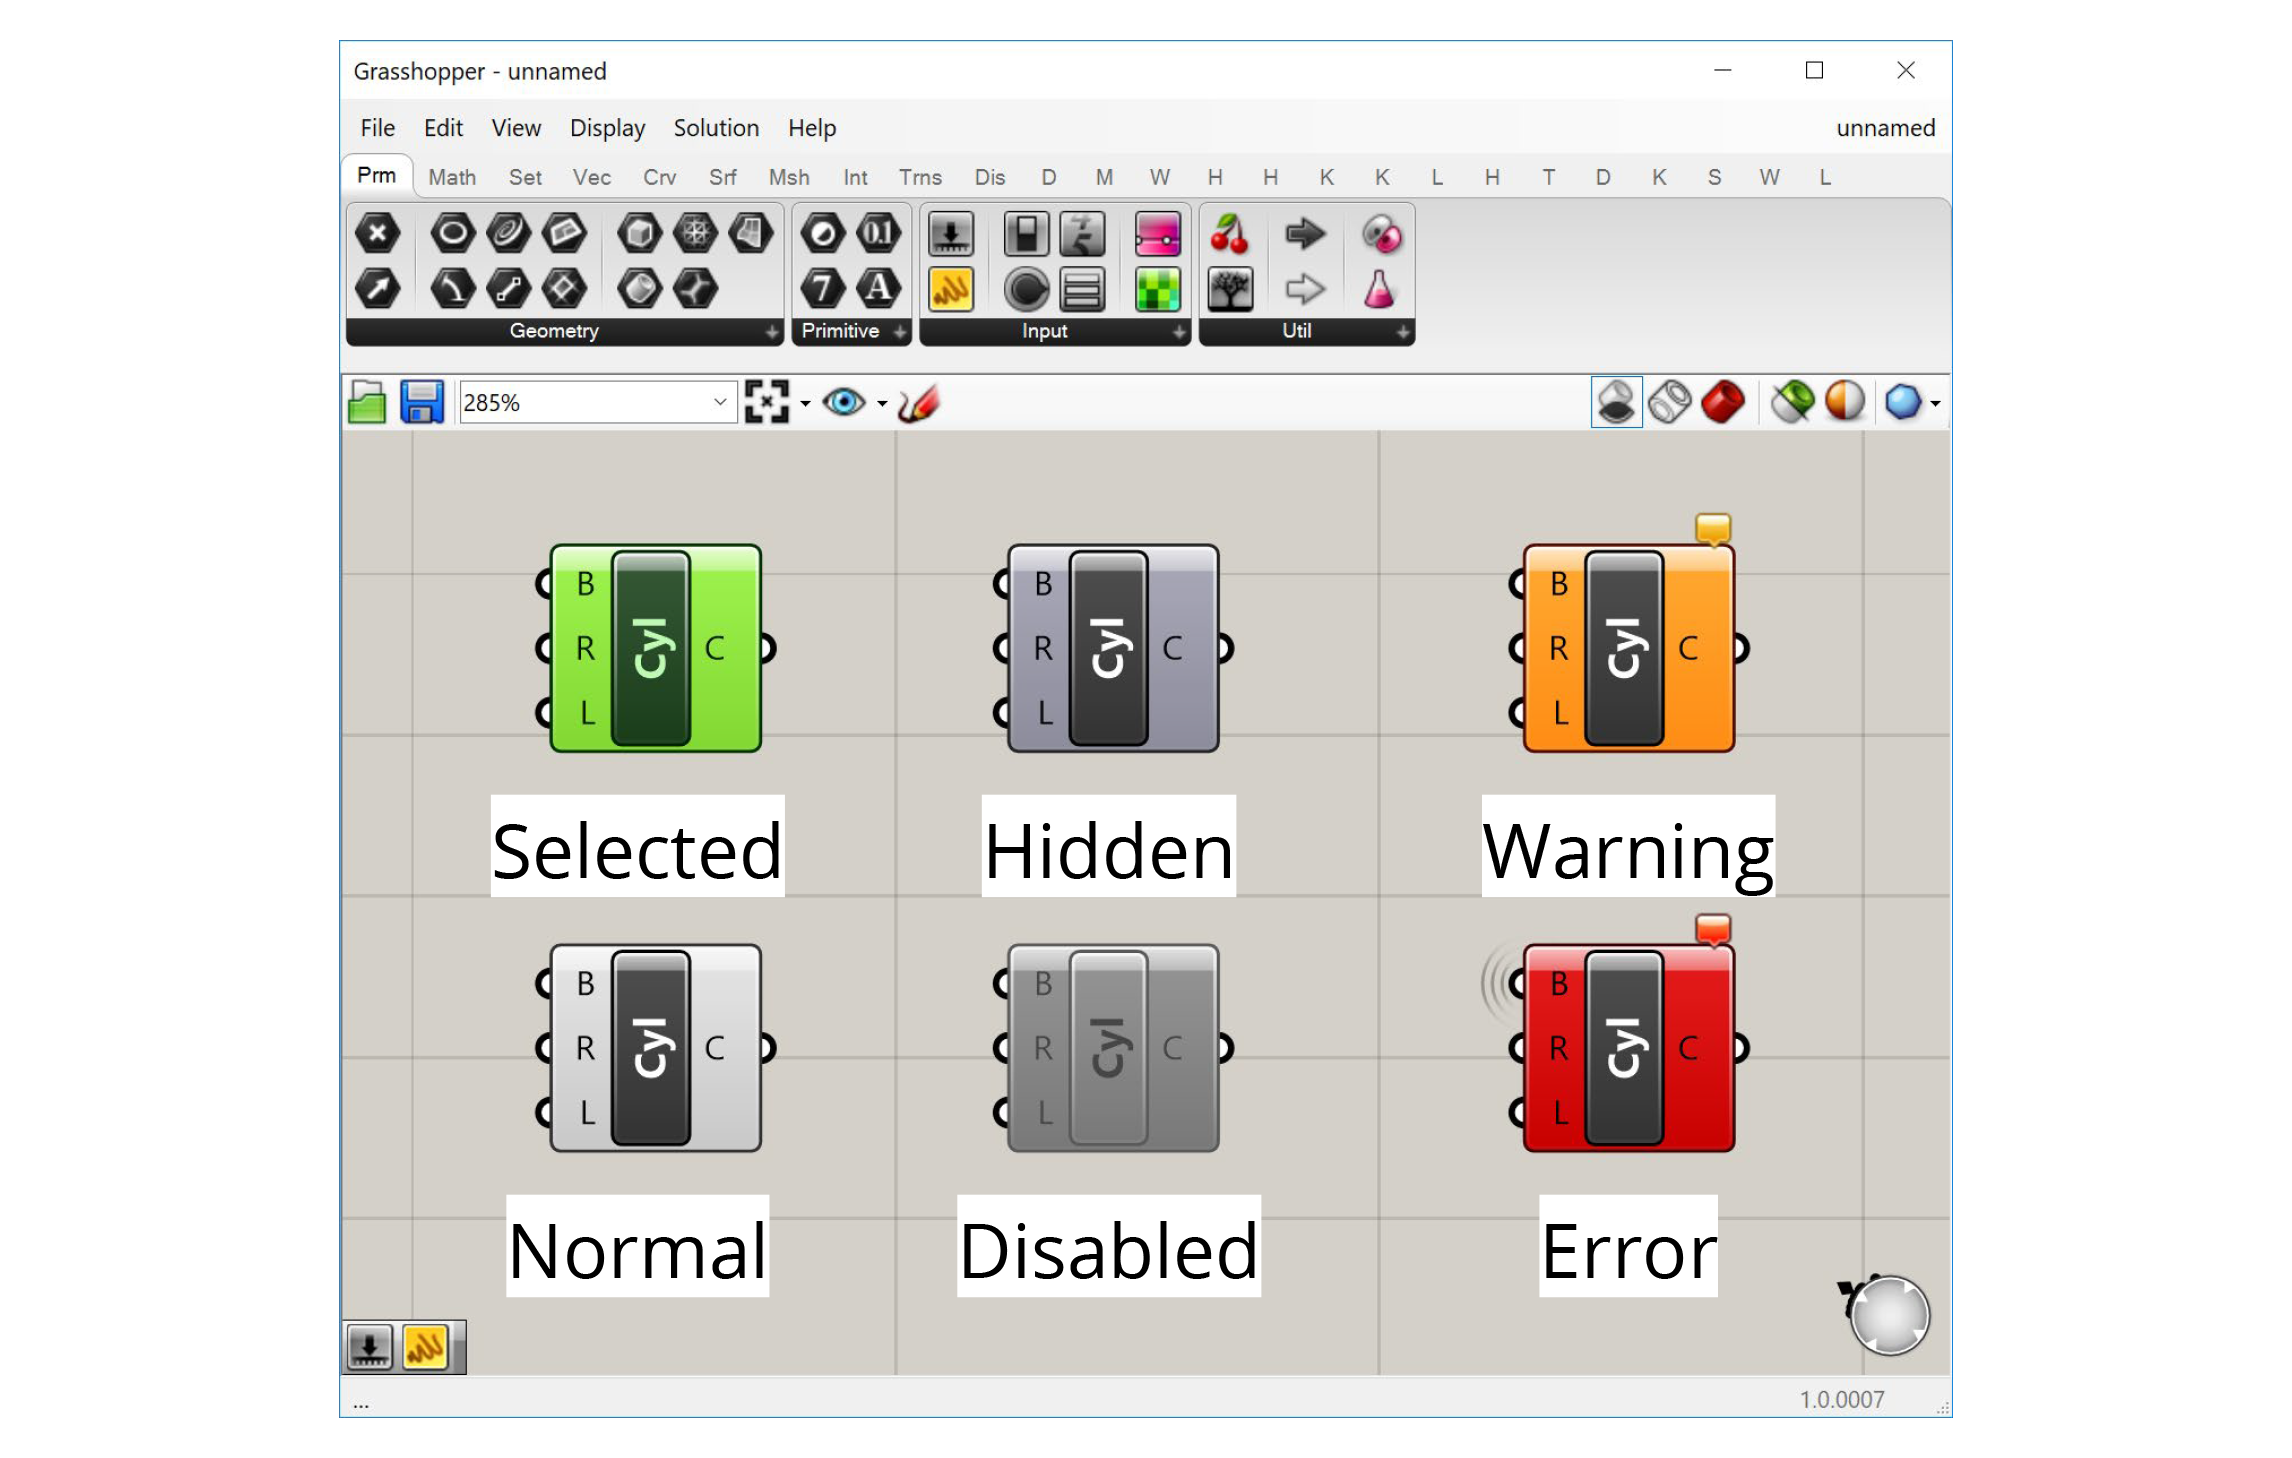 Grasshopper - unnamed
File Edit View Display Solution Help unnamed
Prm Math Set Vec Crv Srf Msh Int Trns Dis D M W H H K K L H T D K S W L
0.1
4
5
7 A
Geometry Primitive Input Util
285%
B
R Cyl C
L
B
R Cyl C
L
B
R Cyl C
L
Selected Hidden Warning
B
R Cyl C
L
B
R Cyl C
L
B
R Cyl C
L
Normal Disabled Error
... 1.0.0007